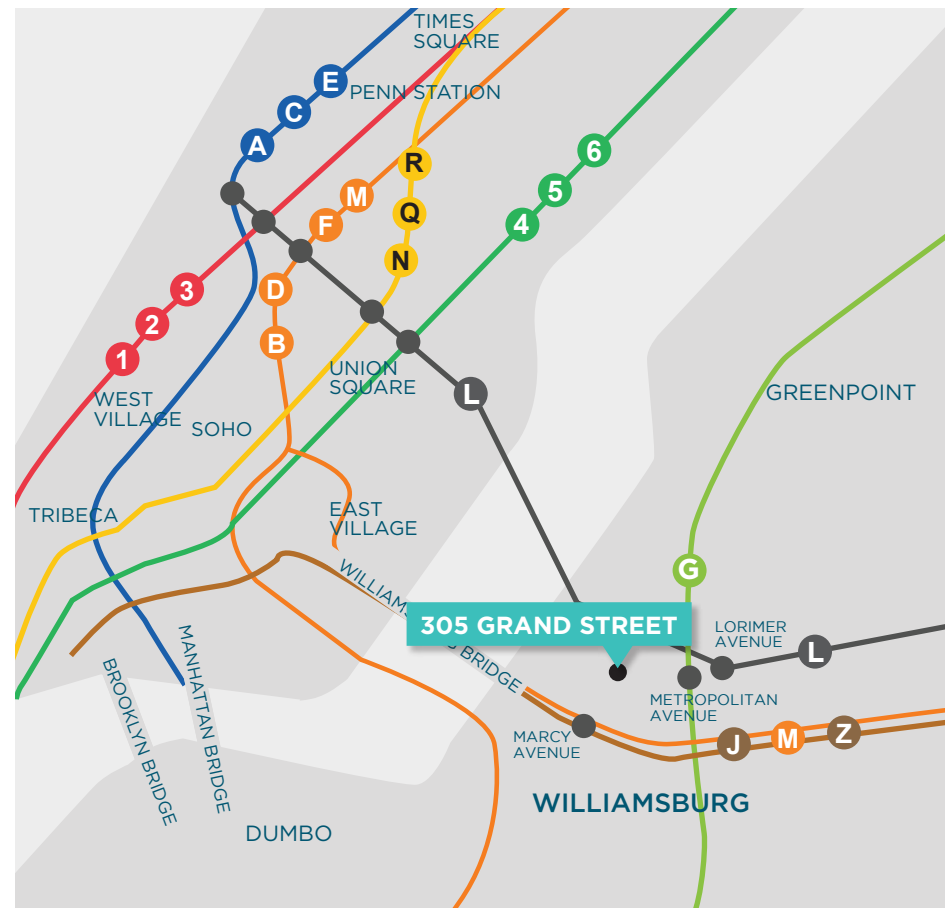 TIMES
SQUARE
E
PENN STATION
C
A
R
6
M
5
Q
F
4
N
D
3
2
B
1
UNION
SQUARE
L
GREENPOINT
WEST
VILLAGE
SOHO
TRIBECA
EAST
VILLAGE
G
WILLIAMS
BRIDGE
305 GRAND STREET
LORIMER
AVENUE
L
METROPOLITAN
AVENUE
MARCY
AVENUE
J
M
Z
MANHATTAN BRIDGE
BROOKLYN BRIDGE
WILLIAMSBURG
DUMBO